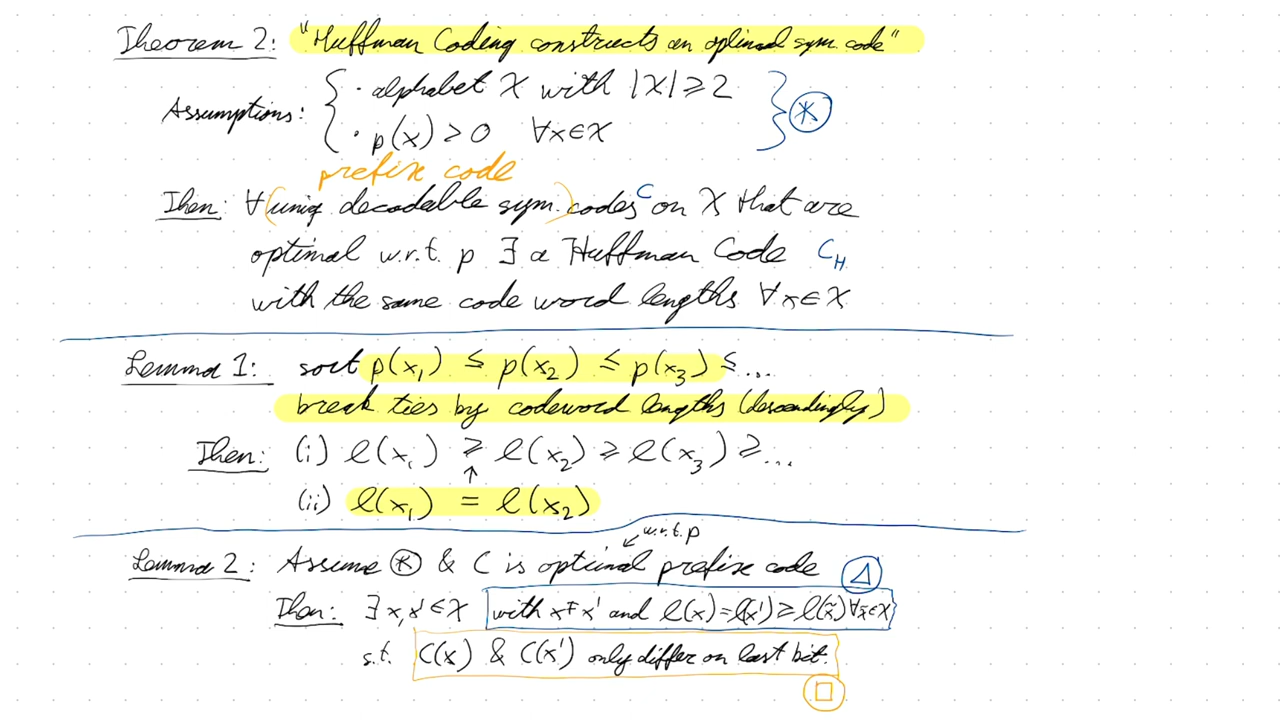 Theorem 2: "Huffman Coding constructs an optimal sym. code"
Assumptions: { · alphabet X with |X| ≥ 2
· p(x) > 0 ∀x∈X } ⊛
prefix code
Then: ∀ (uniq decodable sym.) codes C on X that are
optimal w.r.t. p ∃ a Huffman Code C_H
with the same code word lengths ∀x∈X
Lemma 1: sort p(x₁) ≤ p(x₂) ≤ p(x₃) ≤ ...
break ties by codeword lengths (descendingly)
Then: (i) ℓ(x₁) ≥ ℓ(x₂) ≥ ℓ(x₃) ≥ ...
↑
(ii) ℓ(x₁) = ℓ(x₂)
w.r.t. p
Lemma 2: Assume ⊛ & C is optimal prefix code △
Then: ∃ x, x' ∈ X with x ≠ x' and ℓ(x) = ℓ(x') ≥ ℓ(x̃) ∀x̃∈X
s.t. C(x) & C(x') only differ on last bit.
□